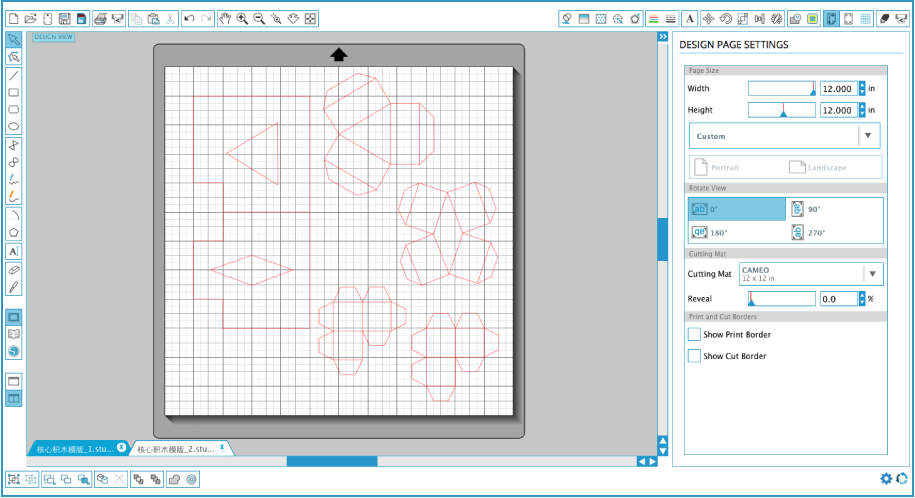 DESIGN VIEW
DESIGN PAGE SETTINGS
Page Size
Width 12.000 in
Height 12.000 in
Custom
Portrait Landscape
Rotate View
0° 90°
180° 270°
Cutting Mat
Cutting Mat CAMEO
12 x 12 in
Reveal 0.0 %
Print and Cut Borders
Show Print Border
Show Cut Border
核心积木模版_1.stu... 核心积木模版_2.stu...